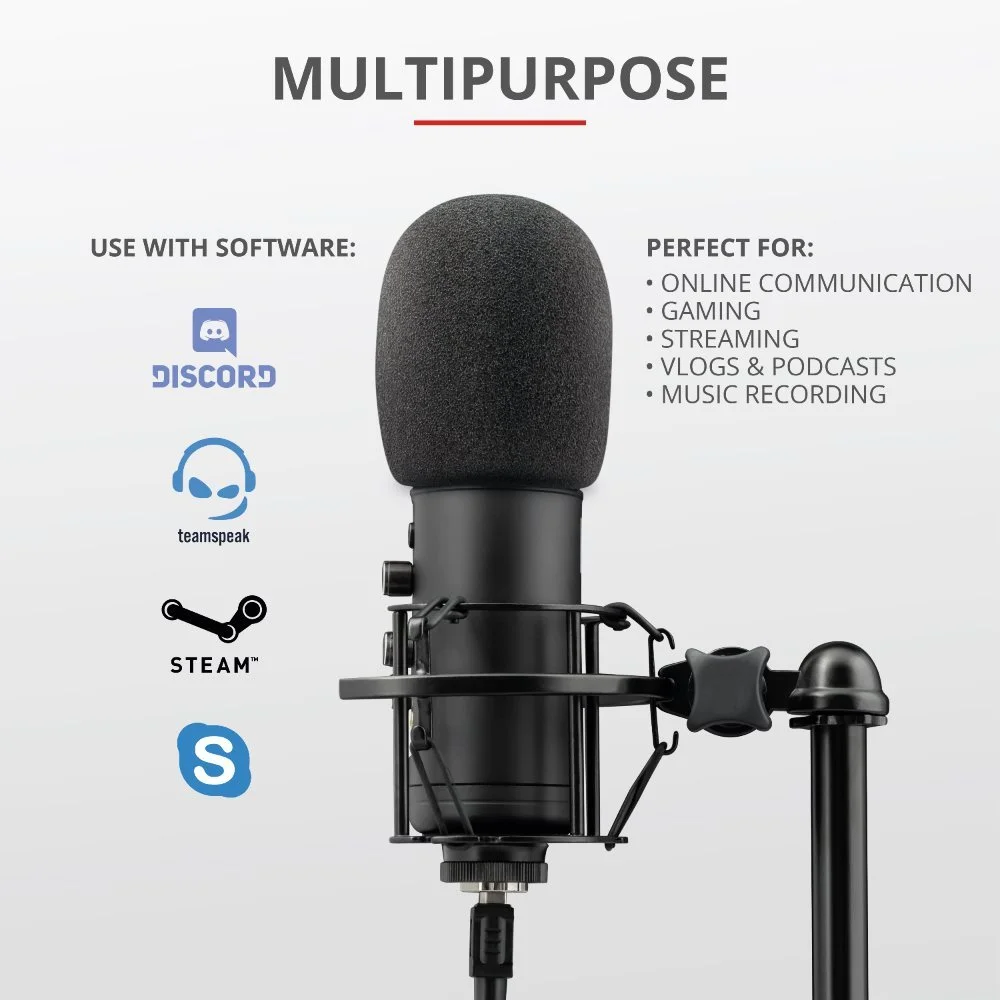 MULTIPURPOSE
USE WITH SOFTWARE:
DISCORD
teamspeak
STEAM™
S
PERFECT FOR:
• ONLINE COMMUNICATION
• GAMING
• STREAMING
• VLOGS & PODCASTS
• MUSIC RECORDING